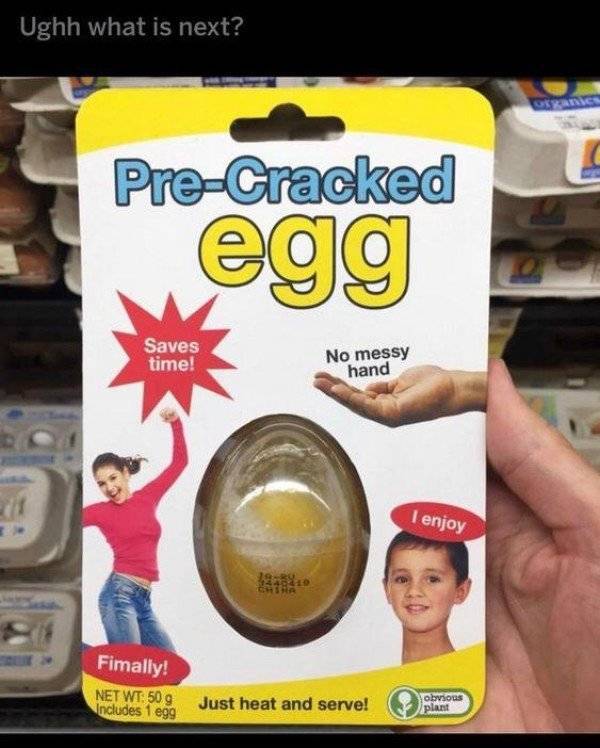 Ughh what is next?
organics
Pre-Cracked
egg
Saves
time!
No messy
hand
I enjoy
CHINA
Fimally!
NET WT: 50 g
Includes 1 egg
Just heat and serve!
obvious
plant